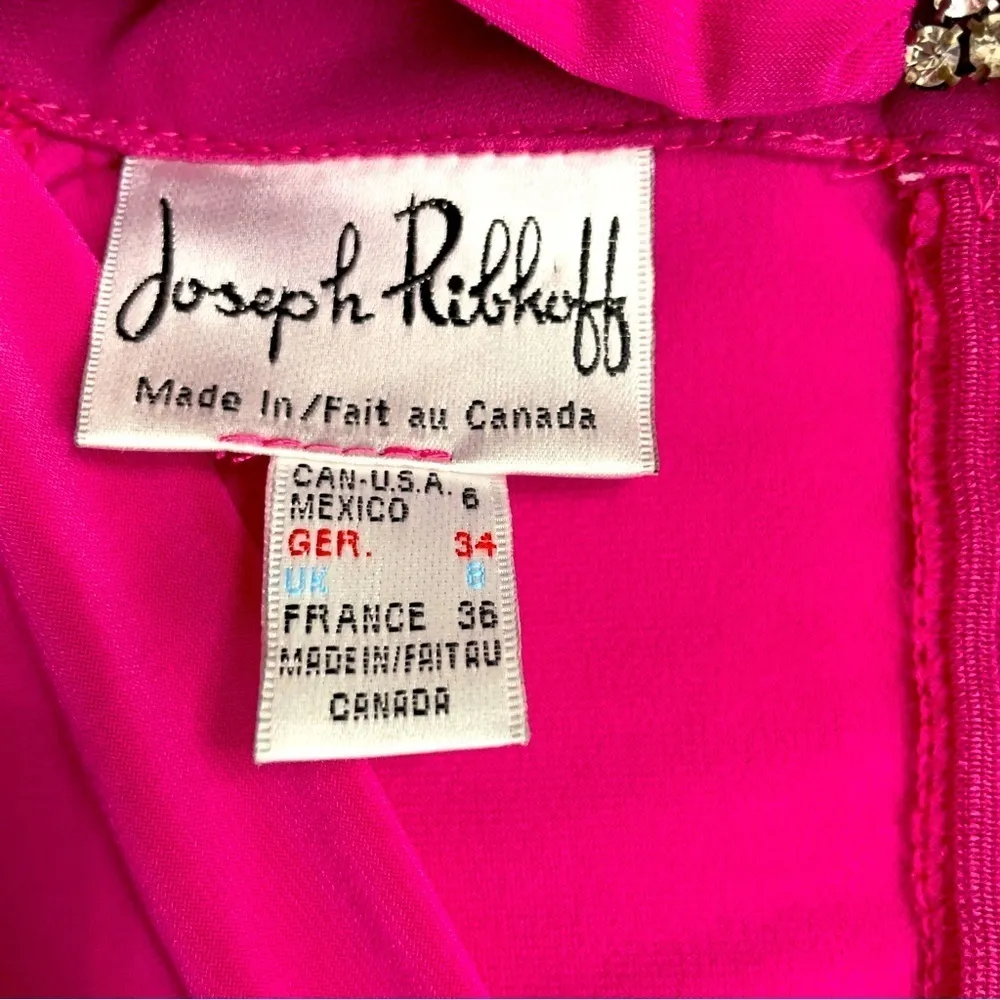 Joseph Ribkoff
Made In/Fait au Canada
CAN-U.S.A. 6
MEXICO
GER. 34
UK 8
FRANCE 36
MADE IN/FAIT AU
CANADA